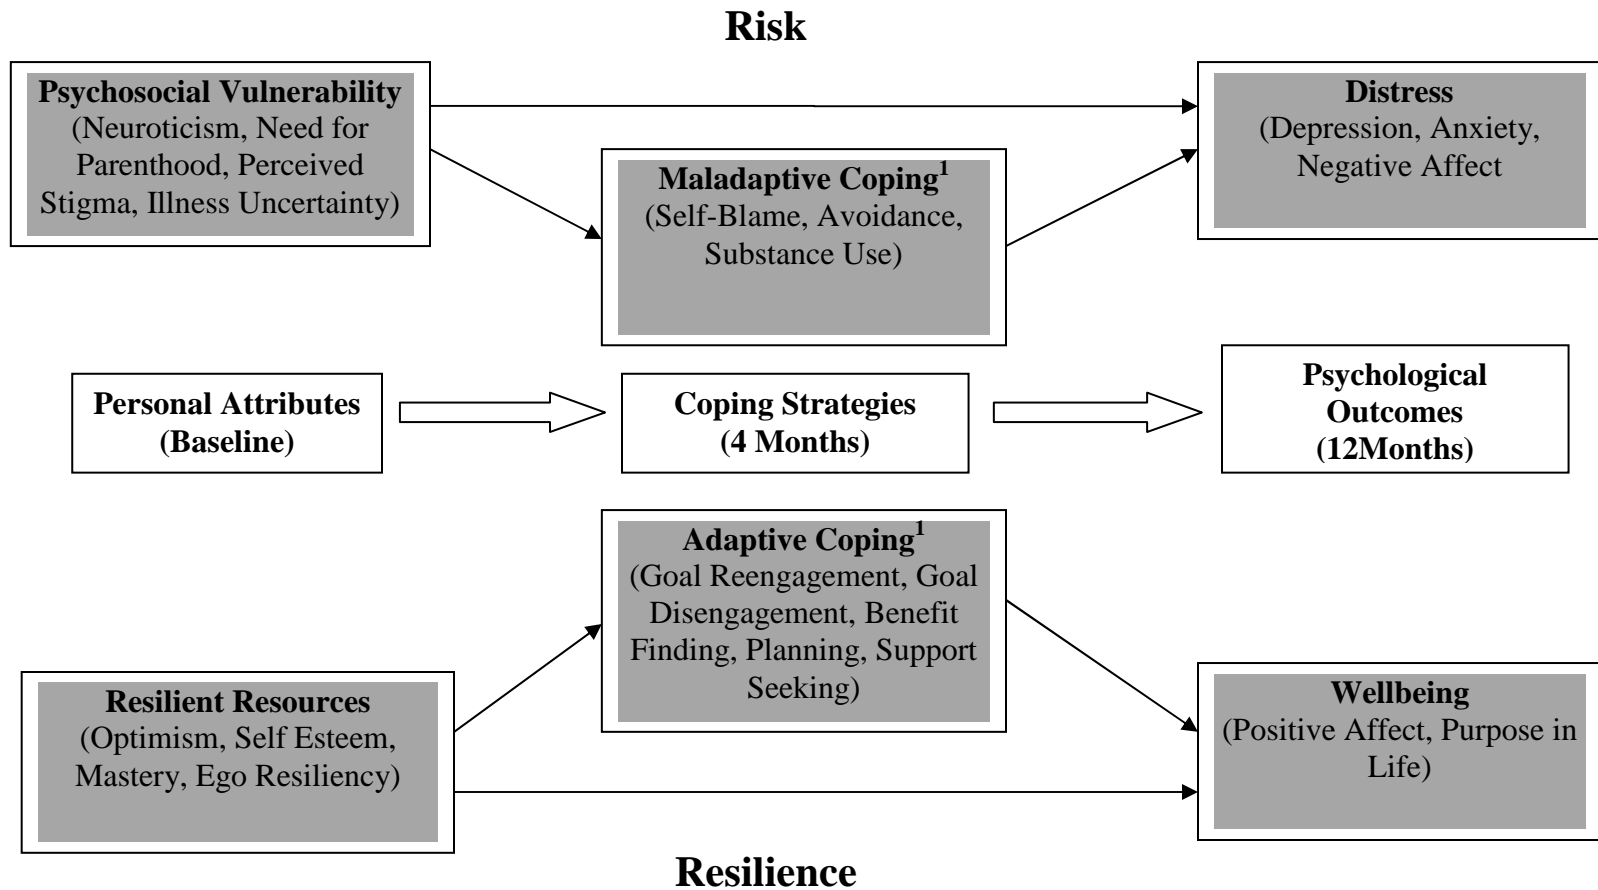 Risk
Psychosocial Vulnerability
(Neuroticism, Need for
Parenthood, Perceived
Stigma, Illness Uncertainty)
Maladaptive Coping¹
(Self-Blame, Avoidance,
Substance Use)
Distress
(Depression, Anxiety,
Negative Affect
Personal Attributes
(Baseline)
Coping Strategies
(4 Months)
Psychological
Outcomes
(12Months)
Adaptive Coping¹
(Goal Reengagement, Goal
Disengagement, Benefit
Finding, Planning, Support
Seeking)
Resilient Resources
(Optimism, Self Esteem,
Mastery, Ego Resiliency)
Wellbeing
(Positive Affect, Purpose in
Life)
Resilience